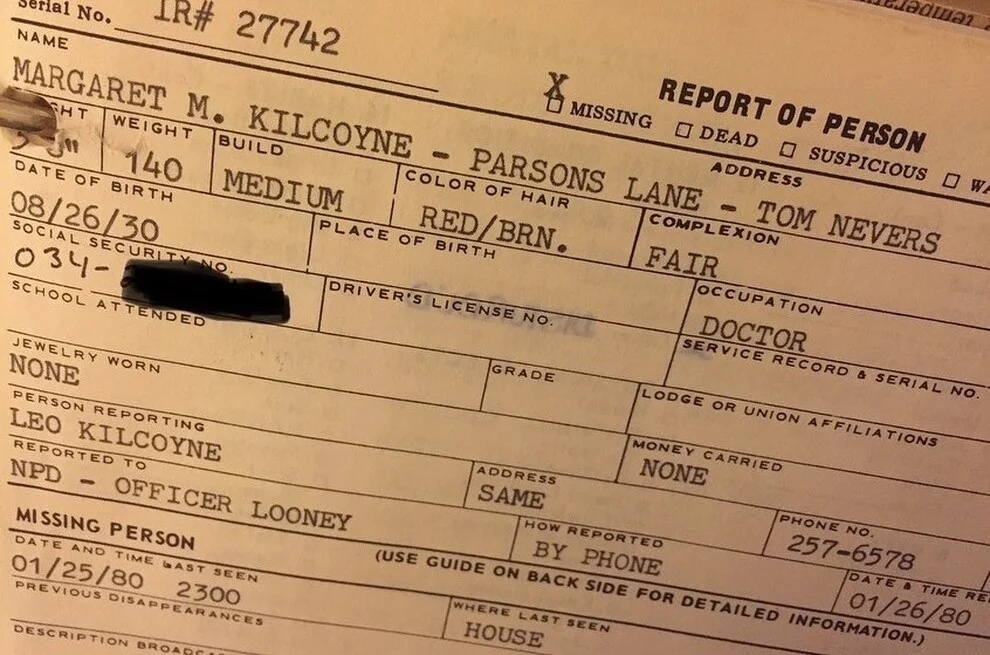 Serial No. IR# 27742
REPORT OF PERSON
X MISSING DEAD SUSPICIOUS
NAME ADDRESS
MARGARET M. KILCOYNE - PARSONS LANE - TOM NEVERS
WEIGHT BUILD COLOR OF HAIR COMPLEXION
140 MEDIUM RED/BRN. FAIR
DATE OF BIRTH PLACE OF BIRTH OCCUPATION
08/26/30 DOCTOR
SOCIAL SECURITY NO. DRIVER'S LICENSE NO. SERVICE RECORD & SERIAL NO.
034-
SCHOOL ATTENDED GRADE LODGE OR UNION AFFILIATIONS
JEWELRY WORN MONEY CARRIED
NONE NONE
PERSON REPORTING ADDRESS PHONE NO.
LEO KILCOYNE SAME 257-6578
REPORTED TO HOW REPORTED DATE & TIME
NPD - OFFICER LOONEY BY PHONE 01/26/80
MISSING PERSON (USE GUIDE ON BACK SIDE FOR DETAILED INFORMATION.)
DATE AND TIME LAST SEEN WHERE LAST SEEN
01/25/80 2300 HOUSE
PREVIOUS DISAPPEARANCES
DESCRIPTION